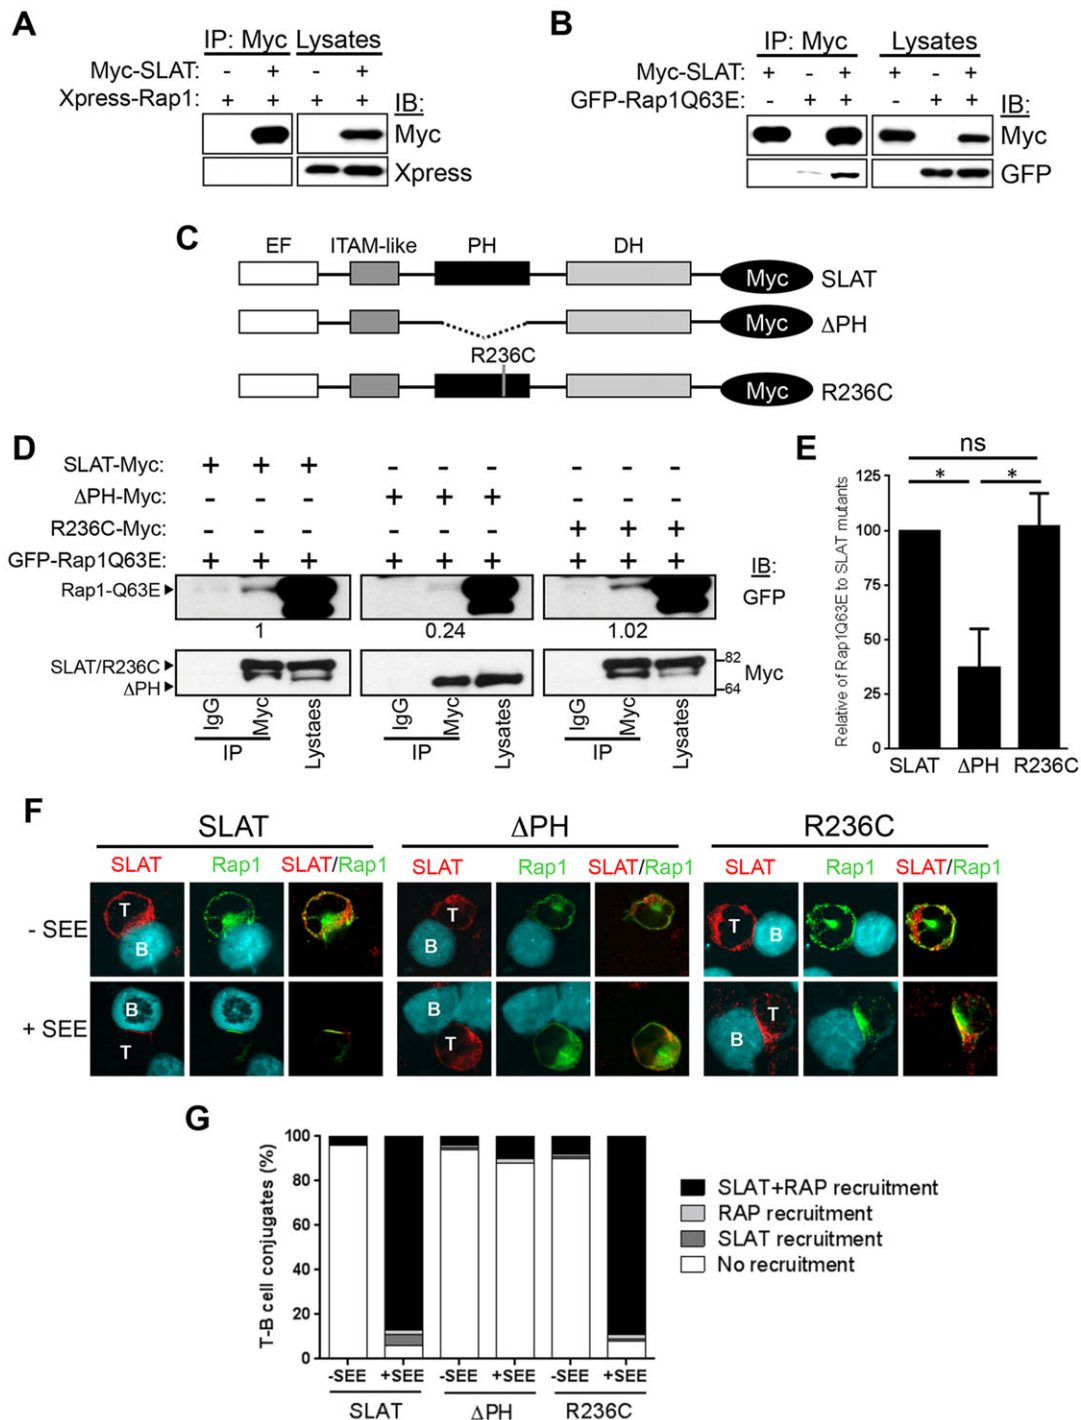 A
IP: Myc Lysates
Myc-SLAT: - + - +
Xpress-Rap1: + + + + IB:
Myc
Xpress
B
IP: Myc Lysates
Myc-SLAT: + - + + - +
GFP-Rap1Q63E: - + + - + + IB:
Myc
GFP
C
EF ITAM-like PH DH
Myc SLAT
Myc ΔPH
R236C
Myc R236C
D
SLAT-Myc: + + + - - - - - -
ΔPH-Myc: - - - + + + - - -
R236C-Myc: - - - - - - + + +
GFP-Rap1Q63E: + + + + + + + + + IB:
Rap1-Q63E GFP
1 0.24 1.02
SLAT/R236C 82 Myc
ΔPH 64
IgG Myc Lystaes IgG Myc Lysates IgG Myc Lysates
IP IP IP
E
ns
* *
Relative of Rap1Q63E to SLAT mutants
125
100
75
50
25
0
SLAT ΔPH R236C
F
SLAT ΔPH R236C
SLAT Rap1 SLAT/Rap1 SLAT Rap1 SLAT/Rap1 SLAT Rap1 SLAT/Rap1
- SEE T B T B T B
+ SEE B T B T T B
G
T-B cell conjugates (%)
100
80
60
40
20
0
-SEE +SEE -SEE +SEE -SEE +SEE
SLAT ΔPH R236C
SLAT+RAP recruitment
RAP recruitment
SLAT recruitment
No recruitment